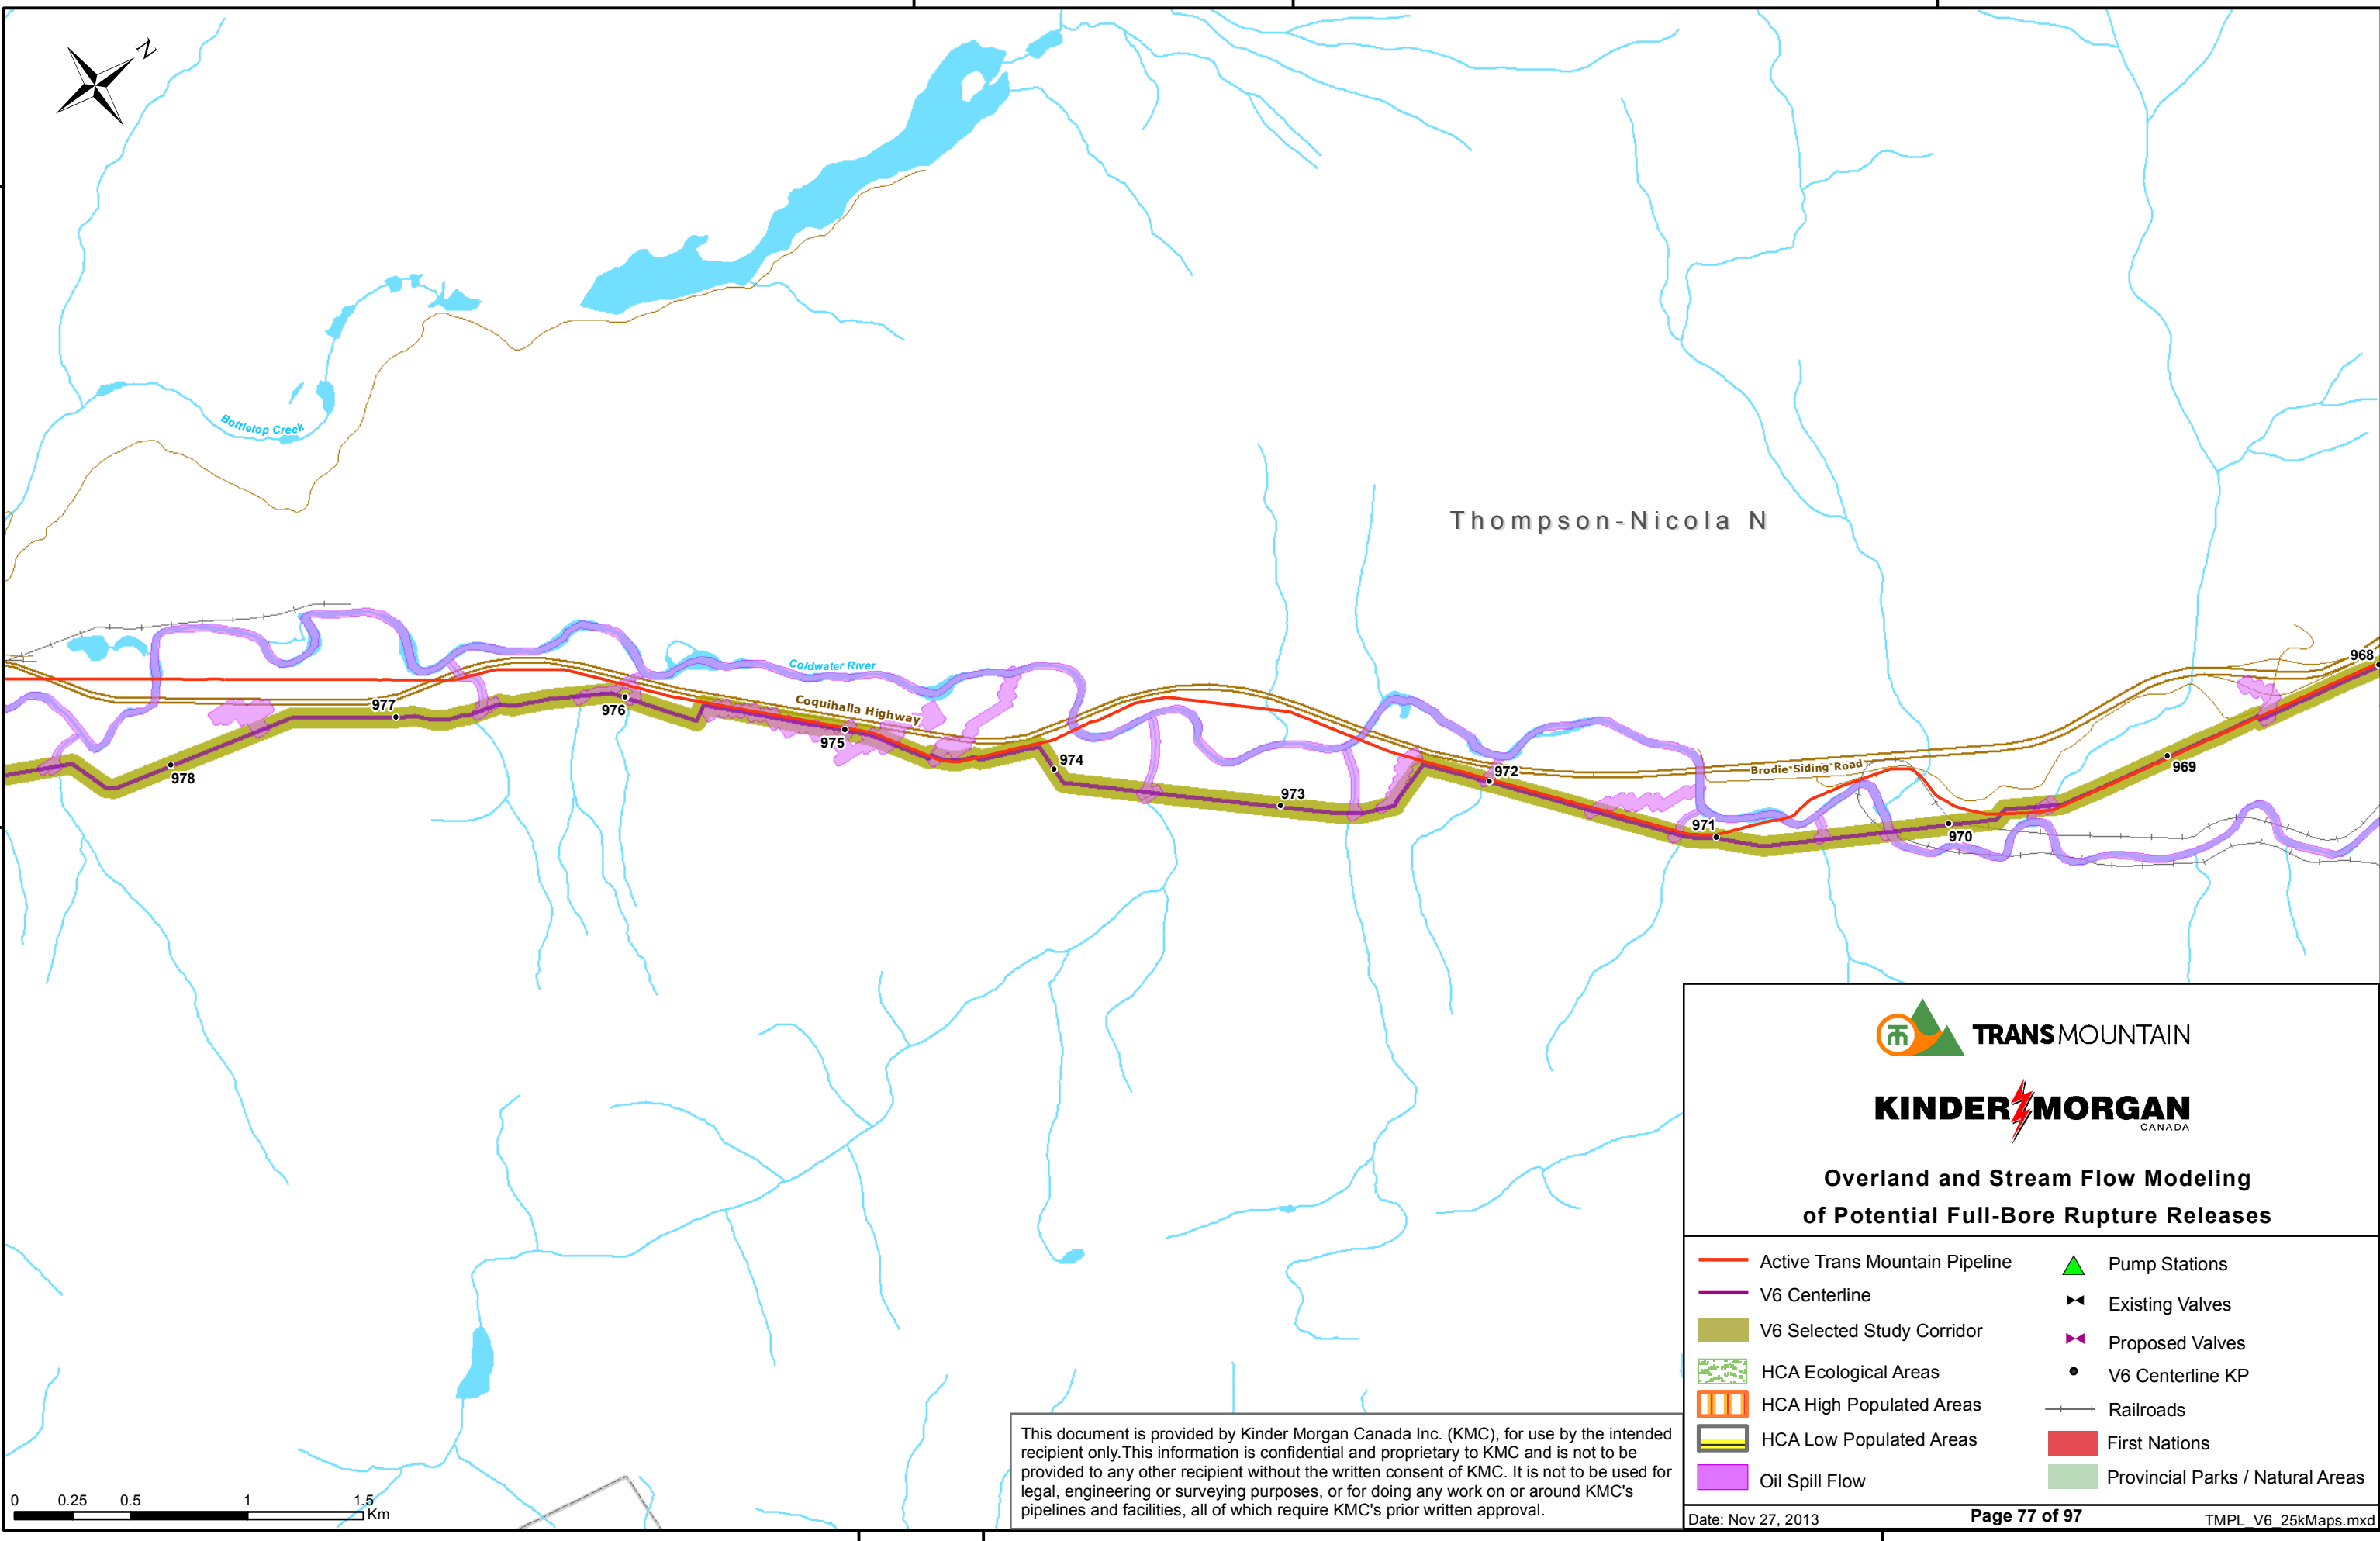 N
Bottletop Creek
Thompson-Nicola N
Coldwater River
Coquihalla Highway
Brodie Siding Road
968
969
970
971
972
973
974
975
976
977
978
TRANSMOUNTAIN
KINDER MORGAN
CANADA
Overland and Stream Flow Modeling
of Potential Full-Bore Rupture Releases
Active Trans Mountain Pipeline
V6 Centerline
V6 Selected Study Corridor
HCA Ecological Areas
HCA High Populated Areas
HCA Low Populated Areas
Oil Spill Flow
Pump Stations
Existing Valves
Proposed Valves
V6 Centerline KP
Railroads
First Nations
Provincial Parks / Natural Areas
This document is provided by Kinder Morgan Canada Inc. (KMC), for use by the intended
recipient only.This information is confidential and proprietary to KMC and is not to be
provided to any other recipient without the written consent of KMC. It is not to be used for
legal, engineering or surveying purposes, or for doing any work on or around KMC's
pipelines and facilities, all of which require KMC's prior written approval.
0 0.25 0.5 1 1.5
Km
Date: Nov 27, 2013
Page 77 of 97
TMPL_V6_25kMaps.mxd